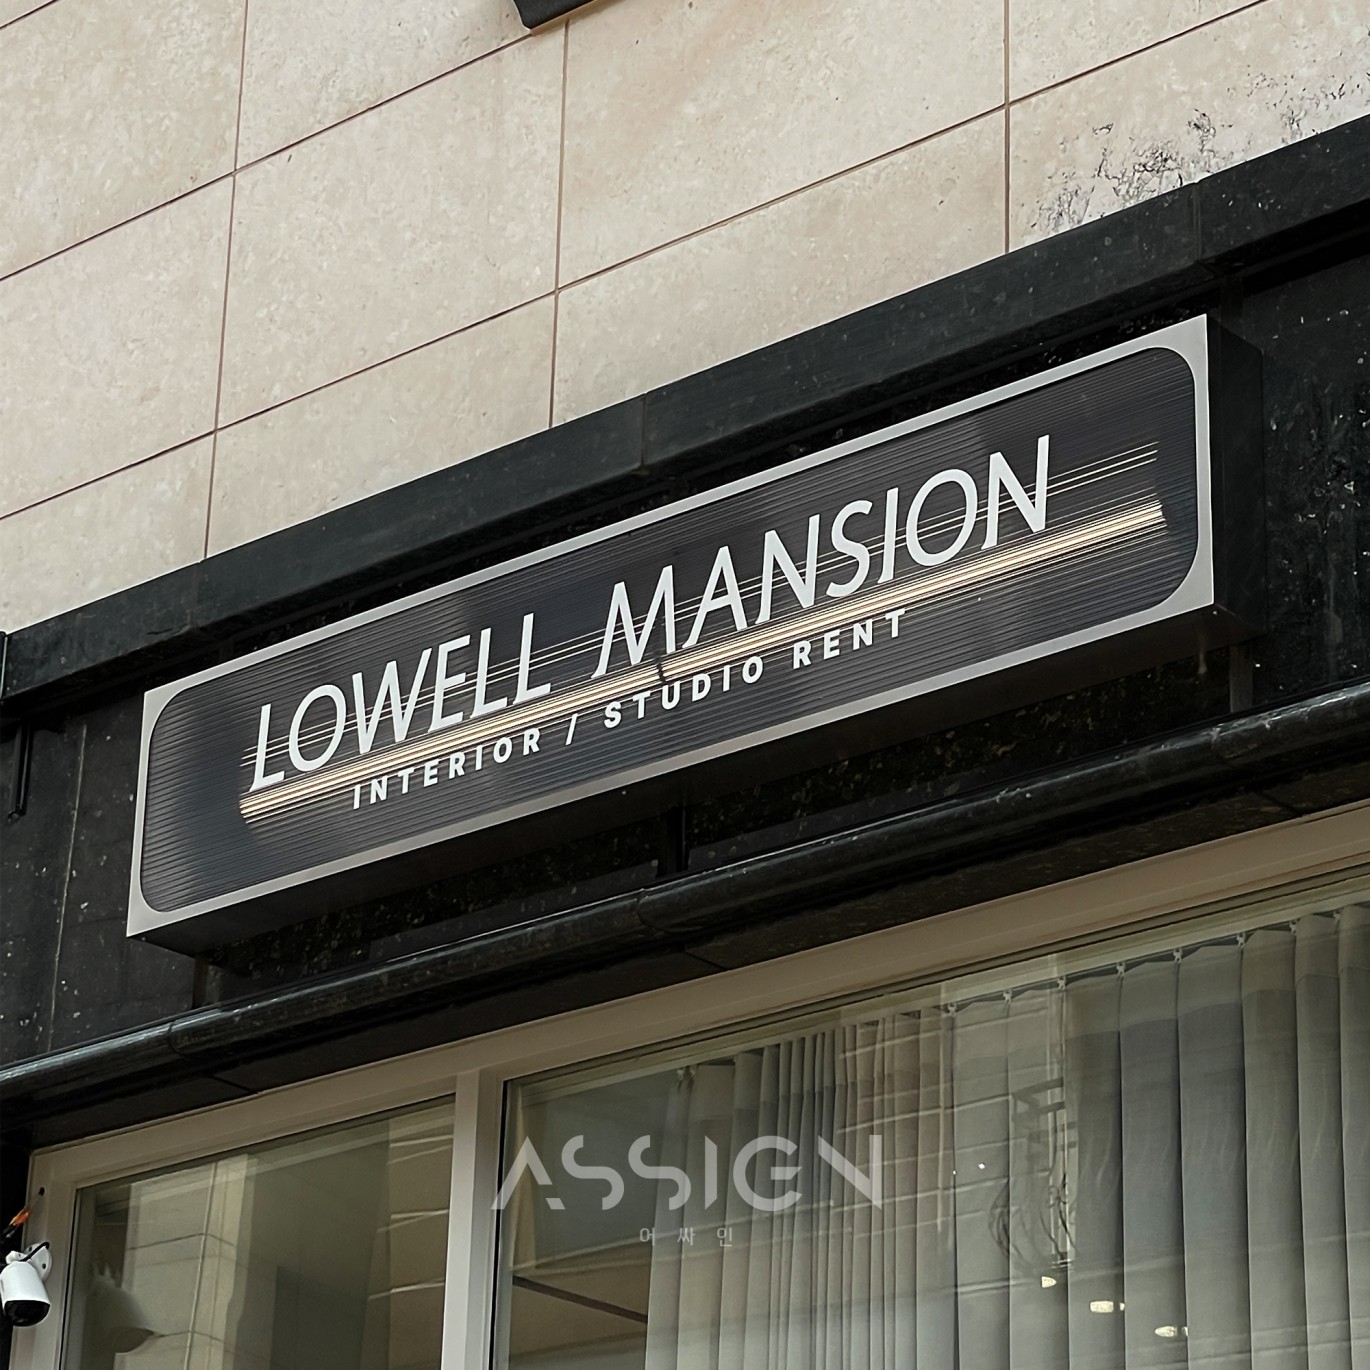 LOWELL MANSION
INTERIOR / STUDIO RENT
ASSIGN
어싸인